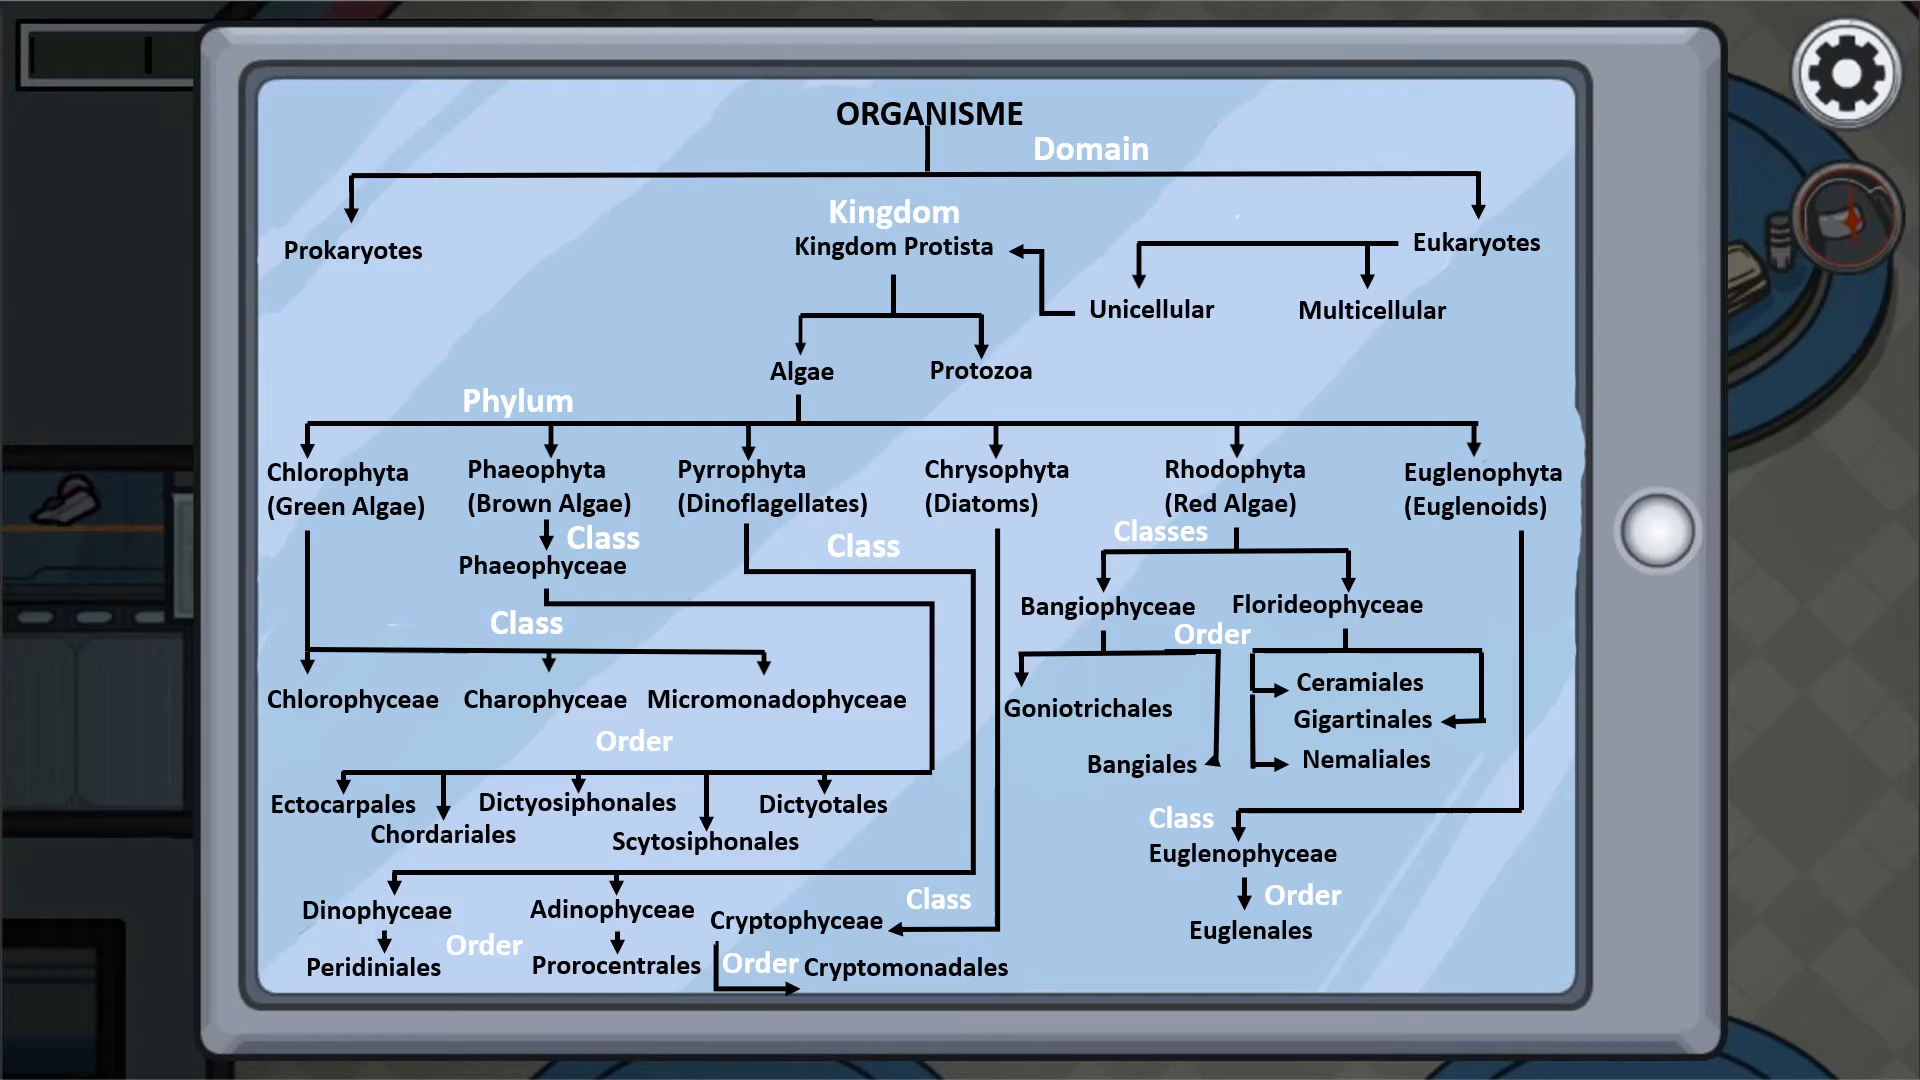 ORGANISME
Domain
Kingdom
Prokaryotes
Kingdom Protista
Eukaryotes
Unicellular
Multicellular
Algae
Protozoa
Phylum
Chlorophyta
(Green Algae)
Phaeophyta
(Brown Algae)
Pyrrophyta
(Dinoflagellates)
Chrysophyta
(Diatoms)
Rhodophyta
(Red Algae)
Euglenophyta
(Euglenoids)
Class
Phaeophyceae
Class
Classes
Bangiophyceae
Florideophyceae
Class
Order
Chlorophyceae
Charophyceae
Micromonadophyceae
Goniotrichales
Ceramiales
Gigartinales
Bangiales
Nemaliales
Order
Ectocarpales
Chordariales
Dictyosiphonales
Scytosiphonales
Dictyotales
Class
Euglenophyceae
Order
Euglenales
Dinophyceae
Adinophyceae
Cryptophyceae
Class
Order
Peridiniales
Prorocentrales
Order
Cryptomonadales